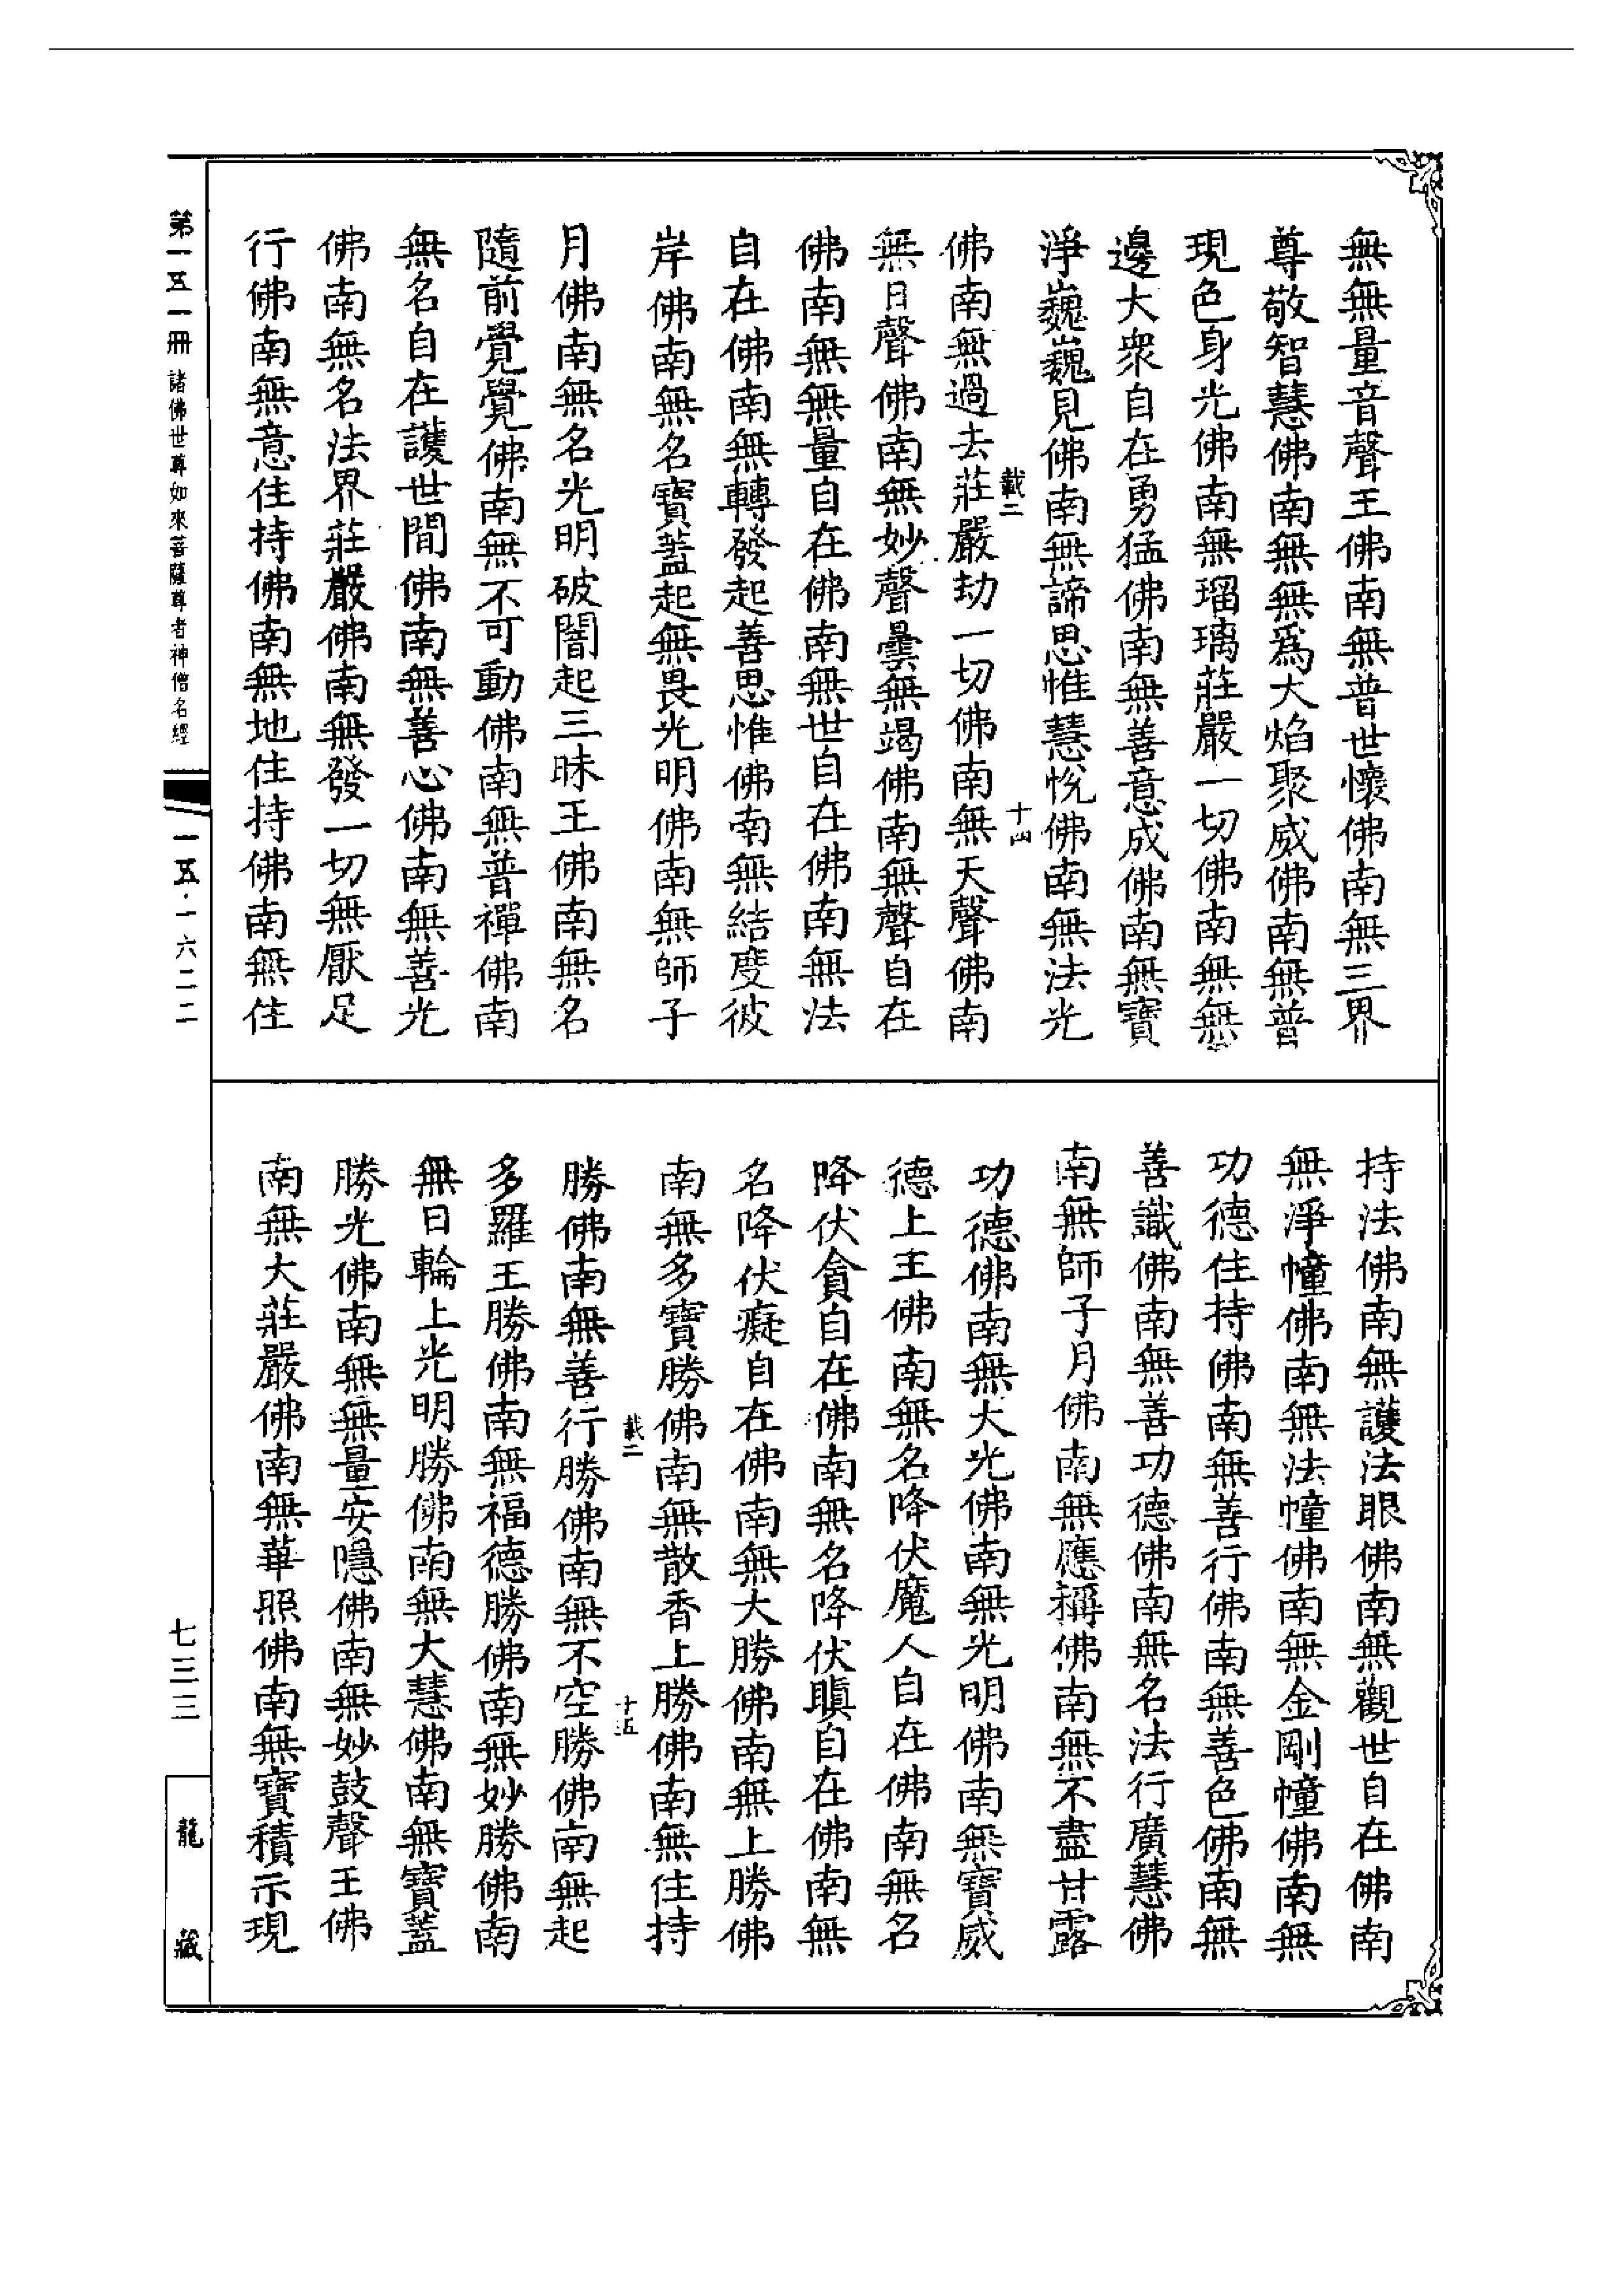 無無量音聲王佛南無普世懷佛南無三界
尊敬智慧佛南無無爲大焰聚威佛南無普
現色身光佛南無瑠璃莊嚴一切佛南無無
邊大衆自在勇猛佛南無善意成佛南無寶
淨巍巍見佛南無諦思惟慧悅佛南無法光
載二
十四
佛南無過去莊嚴劫一切佛南無天聲佛南
無日聲佛南無妙聲曇無竭佛南無聲自在
佛南無無量自在佛南無世自在佛南無法
自在佛南無轉發起善思惟佛南無結度彼
岸佛南無名寶蓋起無畏光明佛南無師子
月佛南無名光明破闇起三昧王佛南無名
隨前覺覺佛南無不可動佛南無普禪佛南
無名自在護世間佛南無善心佛南無善光
佛南無名法界莊嚴佛南無發一切無厭足
行佛南無意住持佛南無地住持佛南無住
持法佛南無護法眼佛南無觀世自在佛南
無淨幢佛南無法幢佛南無金剛幢佛南無
功德住持佛南無善行佛南無善色佛南無
善識佛南無善功德佛南無名法行廣慧佛
南無師子月佛南無應稱佛南無不盡甘露
功德佛南無大光佛南無光明佛南無寶威
德上王佛南無名降伏魔人自在佛南無名
降伏貪自在佛南無名降伏瞋自在佛南無
名降伏癡自在佛南無大勝佛南無上勝佛
南無多寶勝佛南無散香上勝佛南無住持
載二
十五
勝佛南無善行勝佛南無不空勝佛南無起
多羅王勝佛南無福德勝佛南無妙勝佛南
無日輪上光明勝佛南無大慧佛南無寶蓋
勝光佛南無無量安隱佛南無妙鼓聲王佛
南無大莊嚴佛南無華照佛南無寶積示現
第一五一冊 諸佛世尊如來菩薩尊者神僧名經
一五·一六二二
七三三
龍藏